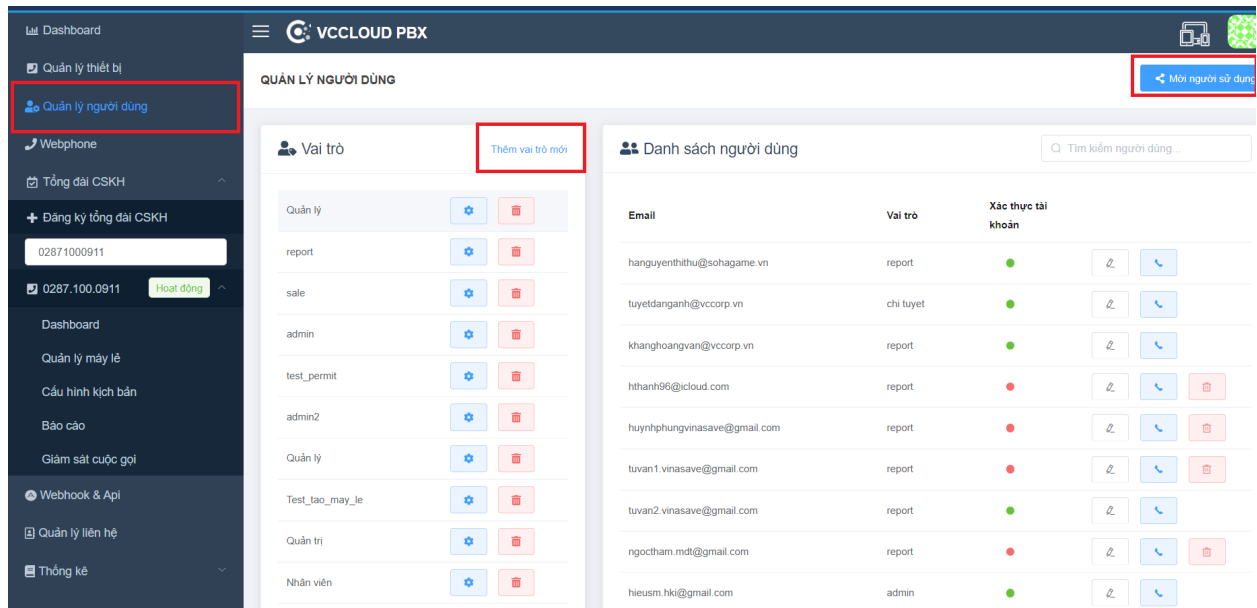 Dashboard
Quản lý thiết bị
Quản lý người dùng
Webphone
Tổng đài CSKH
Đăng ký tổng đài CSKH
02871000911
0287.100.0911 Hoạt động
Dashboard
Quản lý máy lẻ
Cấu hình kịch bản
Báo cáo
Giám sát cuộc gọi
Webhook & Api
Quản lý liên hệ
Thống kê
VCCLOUD PBX
QUẢN LÝ NGƯỜI DÙNG
Mời người sử dụng
Vai trò
Thêm vai trò mới
Quản lý
report
sale
admin
test_permit
admin2
Quản lý
Test_tao_may_le
Quản trị
Nhân viên
Danh sách người dùng
Tìm kiếm người dùng...
Email Vai trò Xác thực tài
khoản
hanguyenthithu@sohagame.vn report
tuyetdanganh@vccorp.vn chi tuyet
khanghoangvan@vccorp.vn report
hthanh96@icloud.com report
huynhphungvinasave@gmail.com report
tuvan1.vinasave@gmail.com report
tuvan2.vinasave@gmail.com report
ngoctham.mdt@gmail.com report
hieusm.hki@gmail.com admin